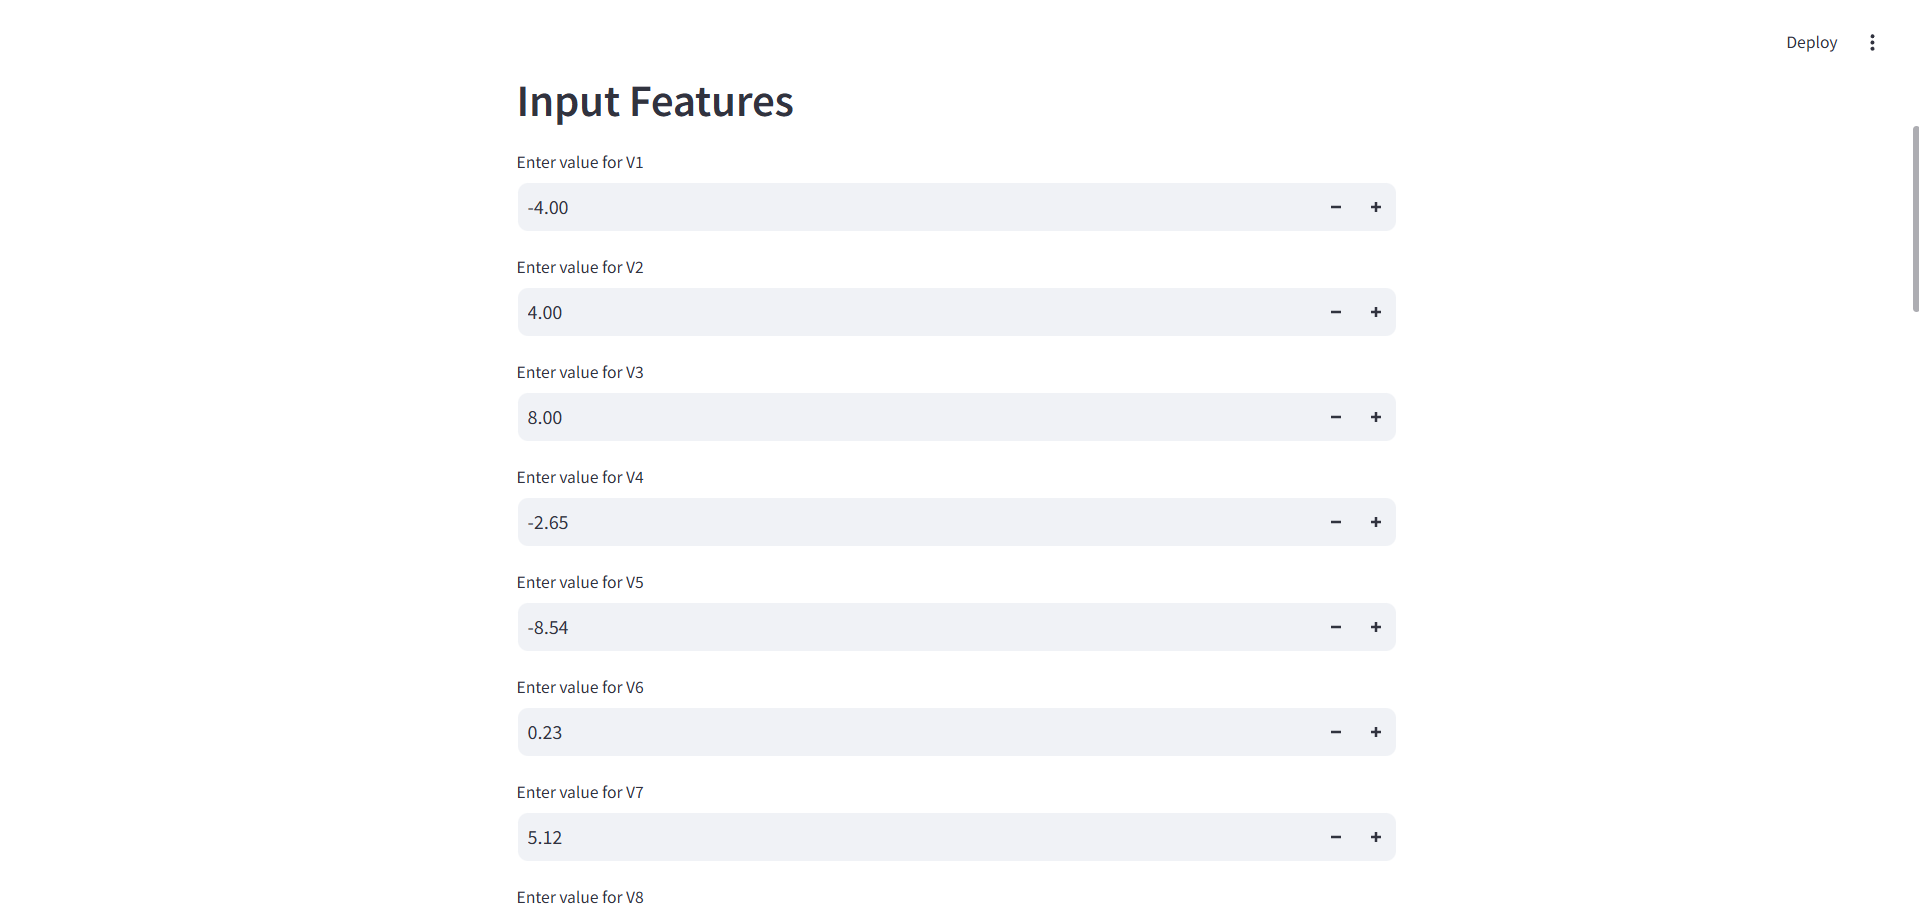 Deploy
Input Features
Enter value for V1
-4.00
Enter value for V2
4.00
Enter value for V3
8.00
Enter value for V4
-2.65
Enter value for V5
-8.54
Enter value for V6
0.23
Enter value for V7
5.12
Enter value for V8